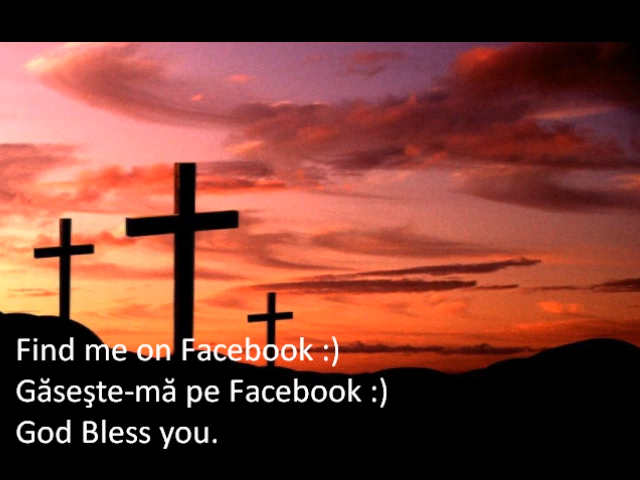 Find me on Facebook :)
Găseşte-mă pe Facebook :)
God Bless you.